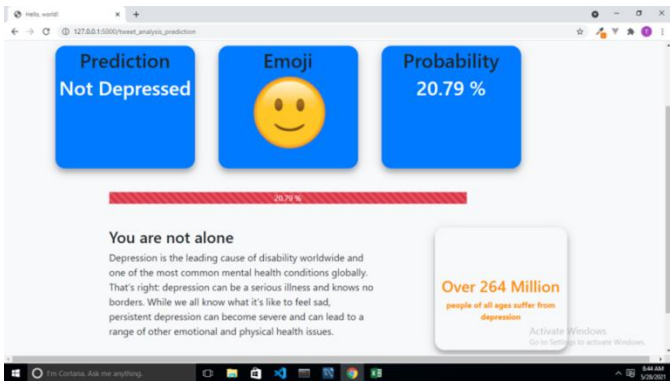 Hello, world!
127.0.0.1:5000/tweet_analysis_prediction
Prediction
Not Depressed
Emoji
Probability
20.79 %
20.79 %
You are not alone
Depression is the leading cause of disability worldwide and
one of the most common mental health conditions globally.
That's right: depression can be a serious illness and knows no
borders. While we all know what it's like to feel sad,
persistent depression can become severe and can lead to a
range of other emotional and physical health issues.
Over 264 Million
people of all ages suffer from
depression
Activate Windows
Go to Settings to activate Windows.
I'm Cortana. Ask me anything.
8:44 AM
5/28/2021